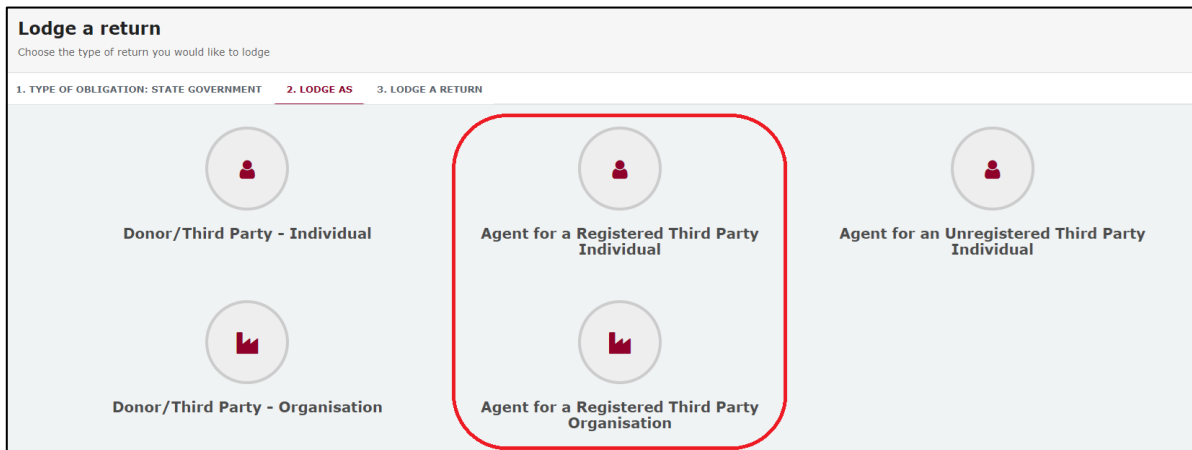 Lodge a return
Choose the type of return you would like to lodge
1. TYPE OF OBLIGATION: STATE GOVERNMENT 2. LODGE AS 3. LODGE A RETURN
Donor/Third Party - Individual
Agent for a Registered Third Party
Individual
Agent for an Unregistered Third Party
Individual
Donor/Third Party - Organisation
Agent for a Registered Third Party
Organisation